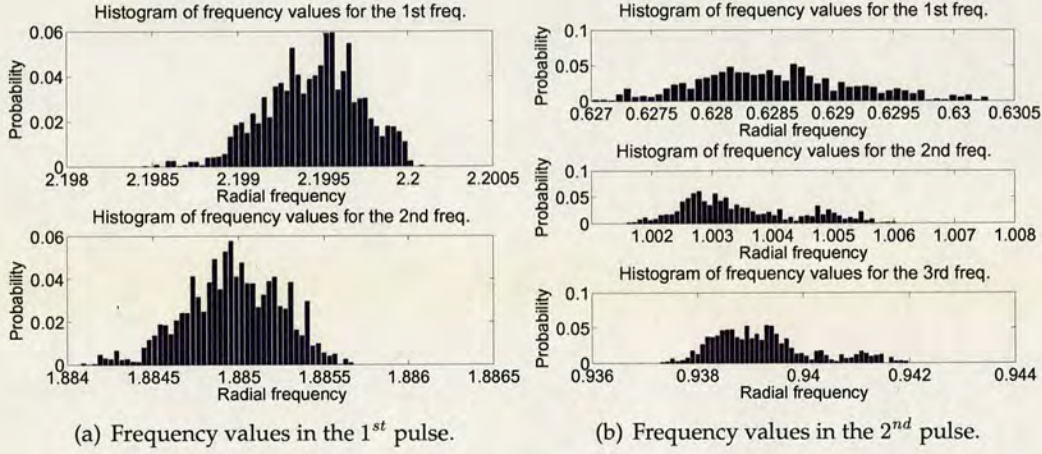 Histogram of frequency values for the 1st freq.
0.06
0.04
0.02
0
Probability
2.198 2.1985 2.199 2.1995 2.2 2.2005
Radial frequency
Histogram of frequency values for the 2nd freq.
0.06
0.04
0.02
0
Probability
1.884 1.8845 1.885 1.8855 1.886 1.8865
Radial frequency
(a) Frequency values in the 1st pulse.
Histogram of frequency values for the 1st freq.
0.1
0.05
0
Probability
0.627 0.6275 0.628 0.6285 0.629 0.6295 0.63 0.6305
Radial frequency
Histogram of frequency values for the 2nd freq.
0.1
0.05
0
Probability
1.002 1.003 1.004 1.005 1.006 1.007 1.008
Radial frequency
Histogram of frequency values for the 3rd freq.
0.1
0.05
0
Probability
0.936 0.938 0.94 0.942 0.944
Radial frequency
(b) Frequency values in the 2nd pulse.